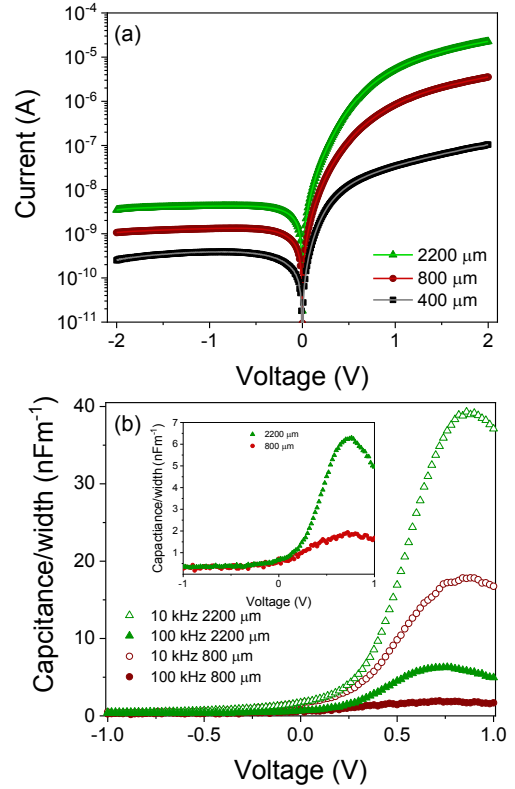 (a)
Current (A)
10⁻⁴
10⁻⁵
10⁻⁶
10⁻⁷
10⁻⁸
10⁻⁹
10⁻¹⁰
10⁻¹¹
2200 μm
800 μm
400 μm
-2 -1 0 1 2
Voltage (V)
(b)
Capcitance/width (nFm⁻¹)
40
30
20
10
0
Capactiance/width (nFm⁻¹)
7
6
5
4
3
2
1
2200 μm
800 μm
-1 0 1
Voltage (V)
10 kHz 2200 μm
100 kHz 2200 μm
10 kHz 800 μm
100 kHz 800 μm
-1.0 -0.5 0.0 0.5 1.0
Voltage (V)